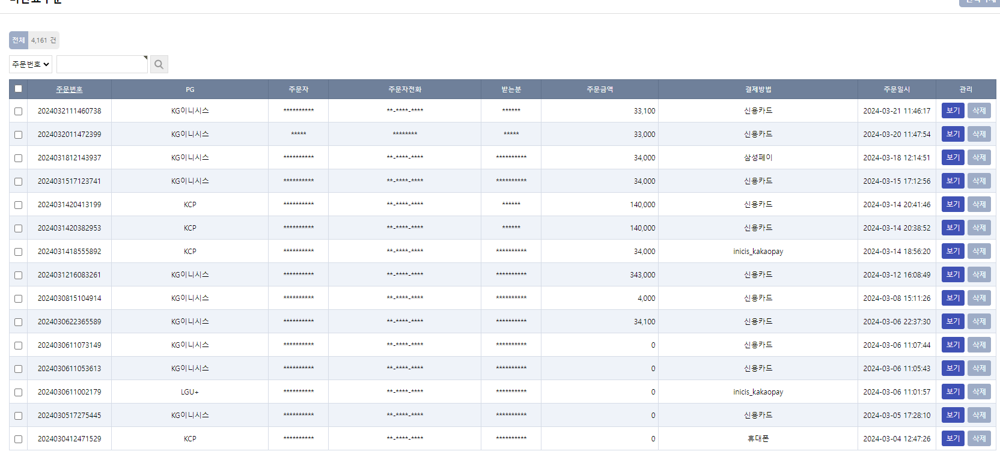 전체 4,161 건
주문번호
주문번호 PG 주문자 주문자전화 받는분 주문금액 결제방법 주문일시 관리
2024032111460738 KG이니시스 ********** **-****-**** ****** 33,100 신용카드 2024-03-21 11:46:17 보기 삭제
2024032011472399 KG이니시스 ***** ******** ***** 33,000 신용카드 2024-03-20 11:47:54 보기 삭제
2024031812143937 KG이니시스 ********** **-****-**** ********** 34,000 삼성페이 2024-03-18 12:14:51 보기 삭제
2024031517123741 KG이니시스 ********** **-****-**** ********** 34,000 신용카드 2024-03-15 17:12:56 보기 삭제
2024031420413199 KCP ********** **-****-**** ****** 140,000 신용카드 2024-03-14 20:41:46 보기 삭제
2024031420382953 KCP ********** **-****-**** ****** 140,000 신용카드 2024-03-14 20:38:52 보기 삭제
2024031418555892 KCP ********** **-****-**** ********** 34,000 inicis_kakaopay 2024-03-14 18:56:20 보기 삭제
2024031216083261 KG이니시스 ********** **-****-**** ********** 343,000 신용카드 2024-03-12 16:08:49 보기 삭제
2024030815104914 KG이니시스 ********** **-****-**** ********** 4,000 신용카드 2024-03-08 15:11:26 보기 삭제
2024030622365589 KG이니시스 ********** **-****-**** ********** 34,100 신용카드 2024-03-06 22:37:30 보기 삭제
2024030611073149 KG이니시스 ********** **-****-**** ********** 0 신용카드 2024-03-06 11:07:44 보기 삭제
2024030611053613 KG이니시스 ********** **-****-**** ********** 0 신용카드 2024-03-06 11:05:43 보기 삭제
2024030611002179 LGU+ ********** **-****-**** ********** 0 inicis_kakaopay 2024-03-06 11:01:57 보기 삭제
2024030517275445 KG이니시스 ********** **-****-**** ********** 0 신용카드 2024-03-05 17:28:10 보기 삭제
2024030412471529 KCP ********** **-****-**** ********** 0 휴대폰 2024-03-04 12:47:26 보기 삭제